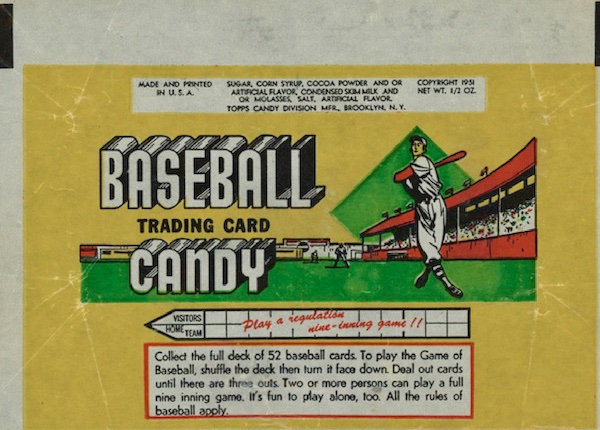 MADE AND PRINTED
IN U. S. A.
SUGAR, CORN SYRUP, COCOA POWDER AND OR
ARTIFICIAL FLAVOR, CONDENSED SKIM MILK AND
OR MOLASSES, SALT, ARTIFICIAL FLAVOR.
TOPPS CANDY DIVISION MFR., BROOKLYN, N. Y.
COPYRIGHT 1951
NET WT. 1/2 OZ.
BASEBALL
TRADING CARD
CANDY
VISITORS
HOME TEAM
Play a regulation
nine-inning game !!
Collect the full deck of 52 baseball cards. To play the Game of
Baseball, shuffle the deck then turn it face down. Deal out cards
until there are three outs. Two or more persons can play a full
nine inning game. It's fun to play alone, too. All the rules of
baseball apply.